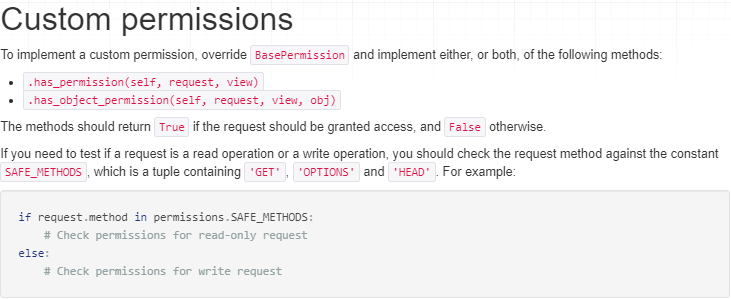 Custom permissions
To implement a custom permission, override BasePermission and implement either, or both, of the following methods:
.has_permission(self, request, view)
.has_object_permission(self, request, view, obj)
The methods should return True if the request should be granted access, and False otherwise.
If you need to test if a request is a read operation or a write operation, you should check the request method against the constant
SAFE_METHODS, which is a tuple containing 'GET', 'OPTIONS' and 'HEAD'. For example:
if request.method in permissions.SAFE_METHODS:
    # Check permissions for read-only request
else:
    # Check permissions for write request